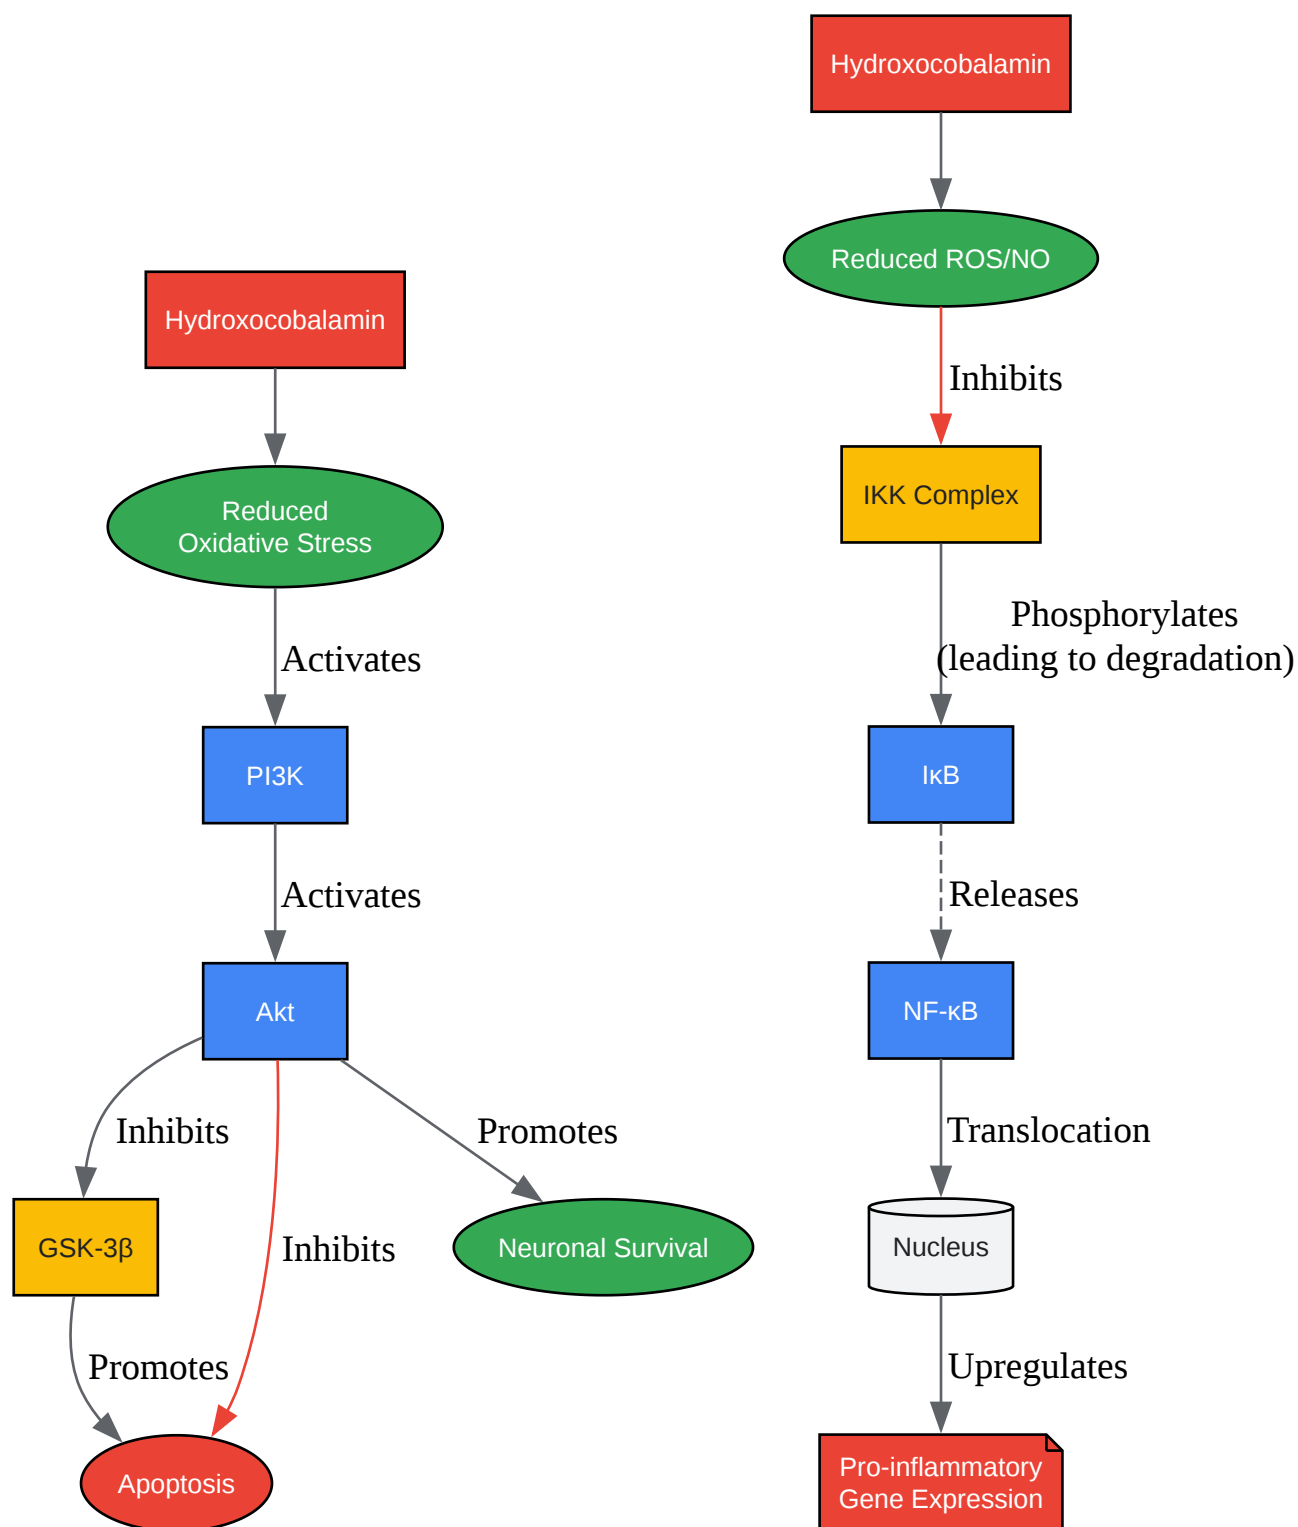 Hydroxocobalamin
Reduced
Oxidative Stress
Activates
PI3K
Activates
Akt
Inhibits
Promotes
GSK-3β
Inhibits
Neuronal Survival
Promotes
Apoptosis
Hydroxocobalamin
Reduced ROS/NO
Inhibits
IKK Complex
Phosphorylates
(leading to degradation)
IκB
Releases
NF-κB
Translocation
Nucleus
Upregulates
Pro-inflammatory
Gene Expression